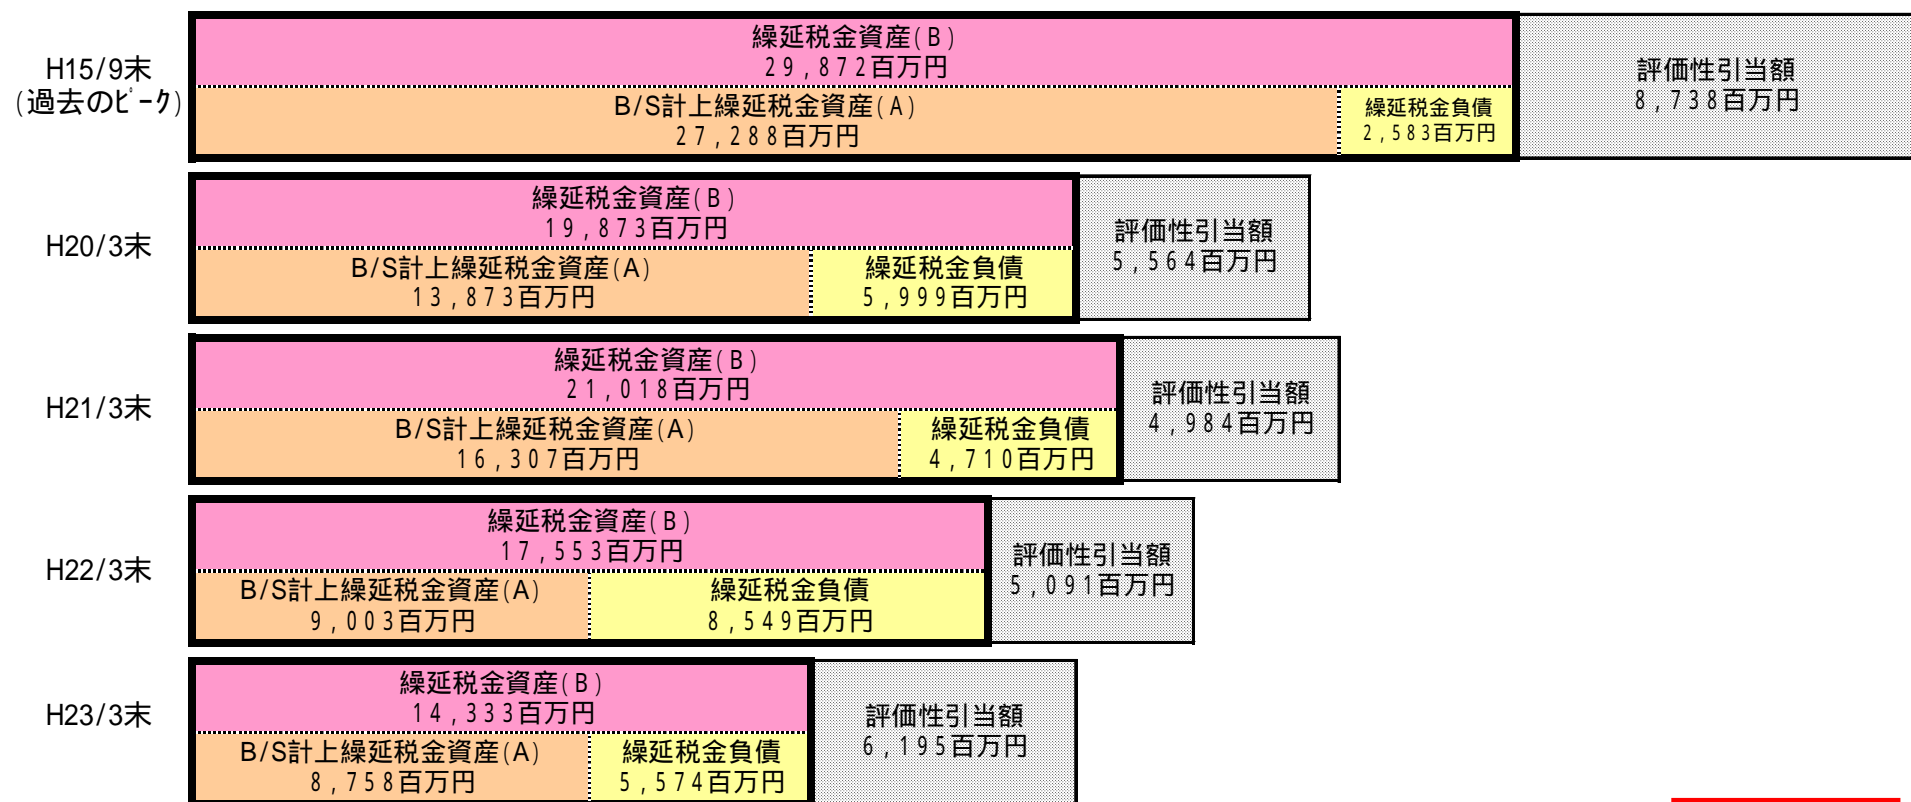 H15/9末
(過去のﾋﾟｰｸ)
繰延税金資産(B)
29,872百万円
B/S計上繰延税金資産(A)
27,288百万円
繰延税金負債
2,583百万円
評価性引当額
8,738百万円
H20/3末
繰延税金資産(B)
19,873百万円
B/S計上繰延税金資産(A)
13,873百万円
繰延税金負債
5,999百万円
評価性引当額
5,564百万円
H21/3末
繰延税金資産(B)
21,018百万円
B/S計上繰延税金資産(A)
16,307百万円
繰延税金負債
4,710百万円
評価性引当額
4,984百万円
H22/3末
繰延税金資産(B)
17,553百万円
B/S計上繰延税金資産(A)
9,003百万円
繰延税金負債
8,549百万円
評価性引当額
5,091百万円
H23/3末
繰延税金資産(B)
14,333百万円
B/S計上繰延税金資産(A)
8,758百万円
繰延税金負債
5,574百万円
評価性引当額
6,195百万円